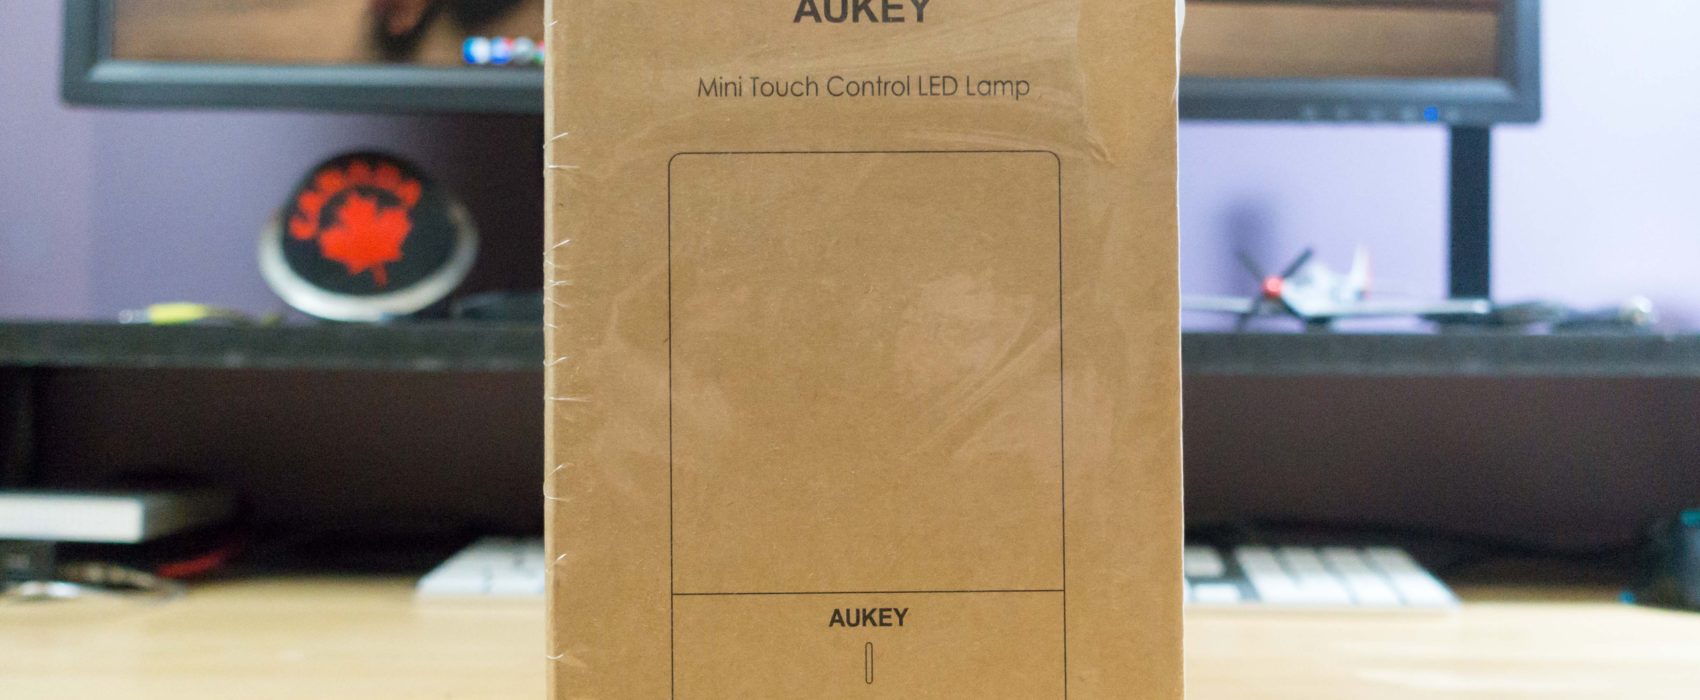 AUKEY
Mini Touch Control LED Lamp
AUKEY